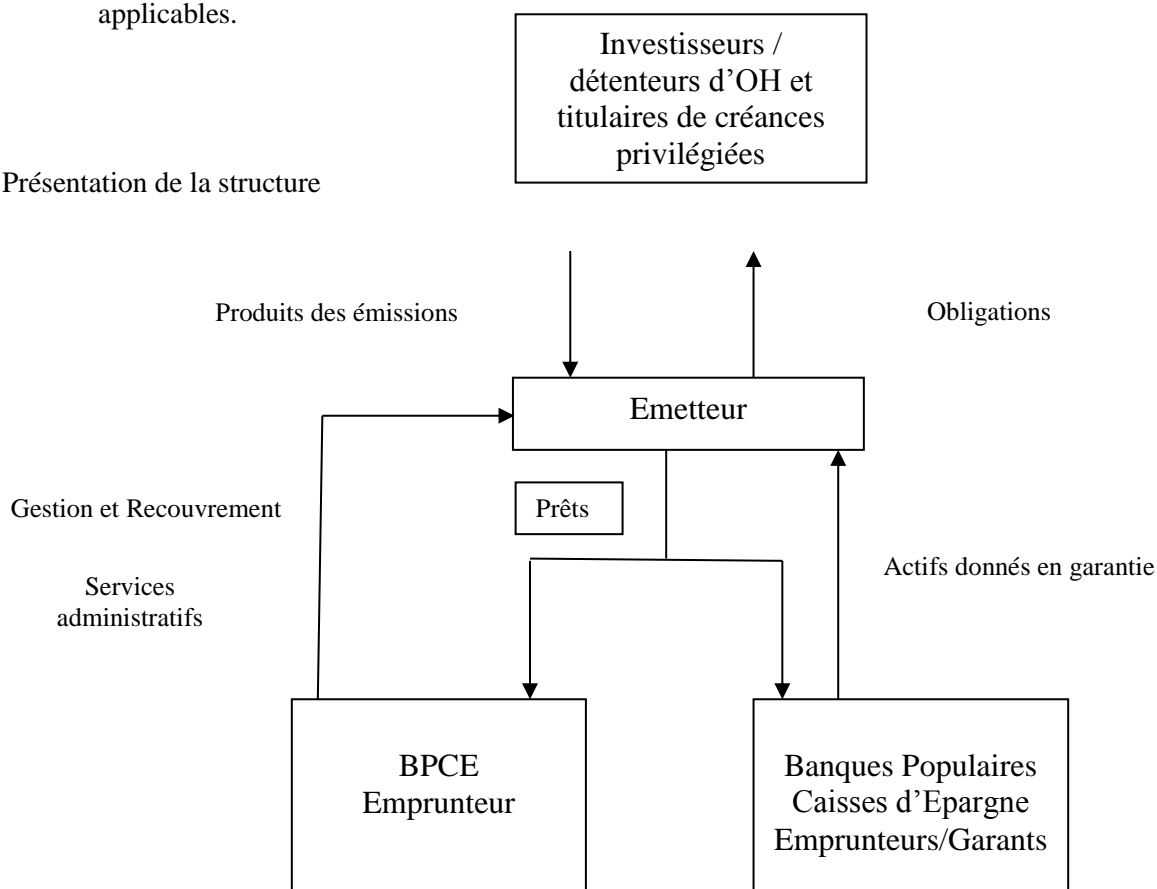 applicables.
Investisseurs /
détenteurs d’OH et
titulaires de créances
privilégiées
Présentation de la structure
Produits des émissions
Obligations
Emetteur
Gestion et Recouvrement
Prêts
Actifs donnés en garantie
Services
administratifs
BPCE
Emprunteur
Banques Populaires
Caisses d’Epargne
Emprunteurs/Garants